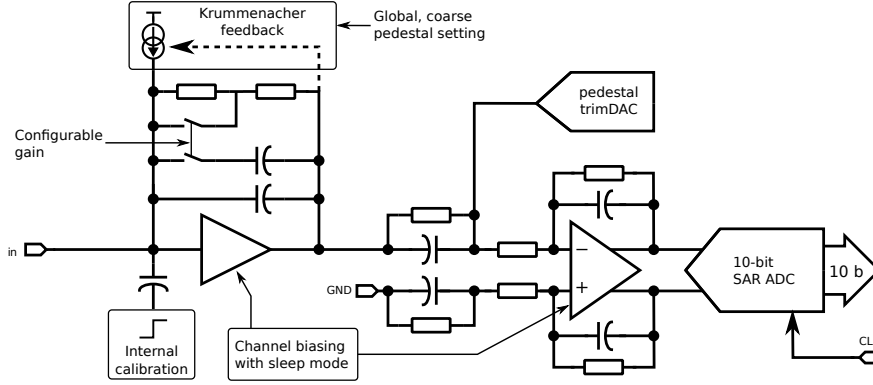 Krummenacher
feedback
Global, coarse
pedestal setting
pedestal
trimDAC
Configurable
gain
in
10-bit
SAR ADC
10 b
GND
+
−
Channel biasing
with sleep mode
Internal
calibration
CL